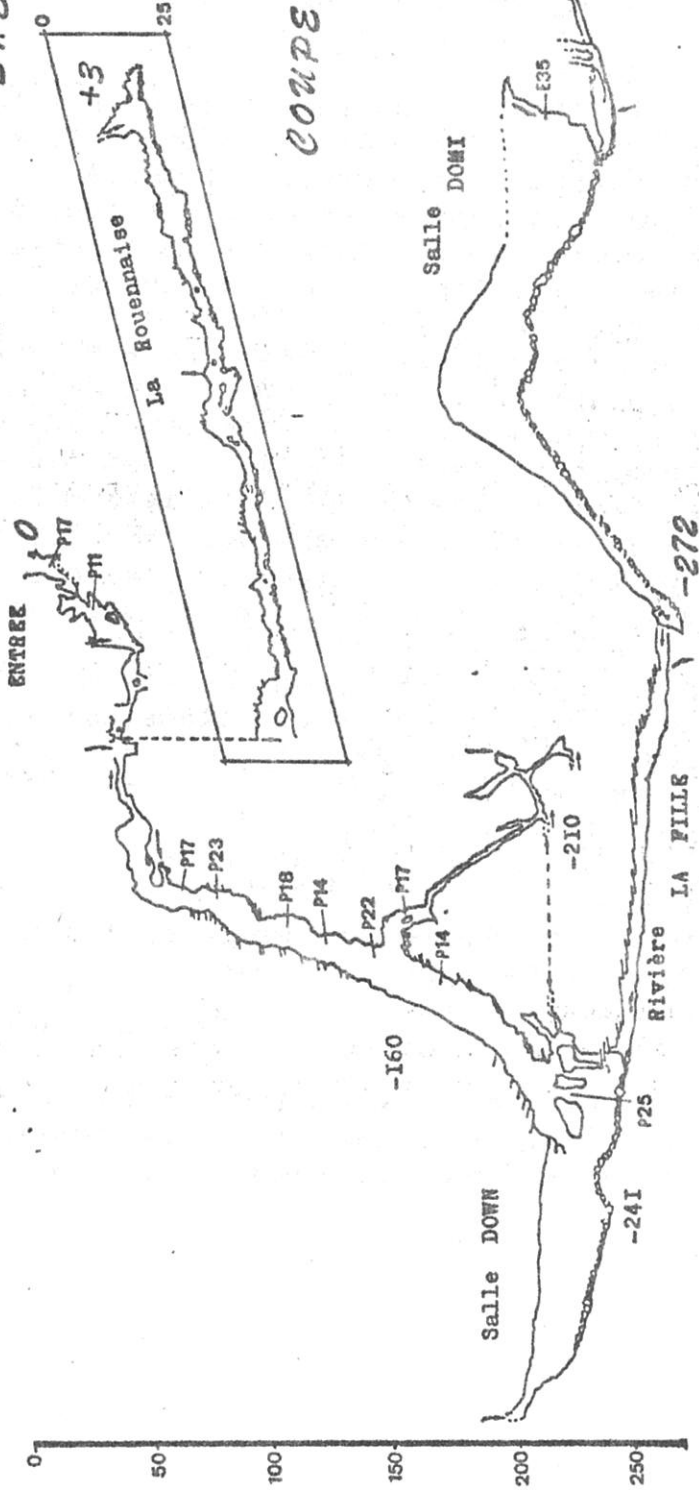 COUPE
ENTREE
0
P17
P11
+3
0
25
La Rouennaise
P17
P23
P18
P14
P22
P17
P14
-160
-210
Salle DOWN
-241
P25
Rivière
LA FILLE
Salle
DOMI
E35
-272
0
50
100
150
200
250